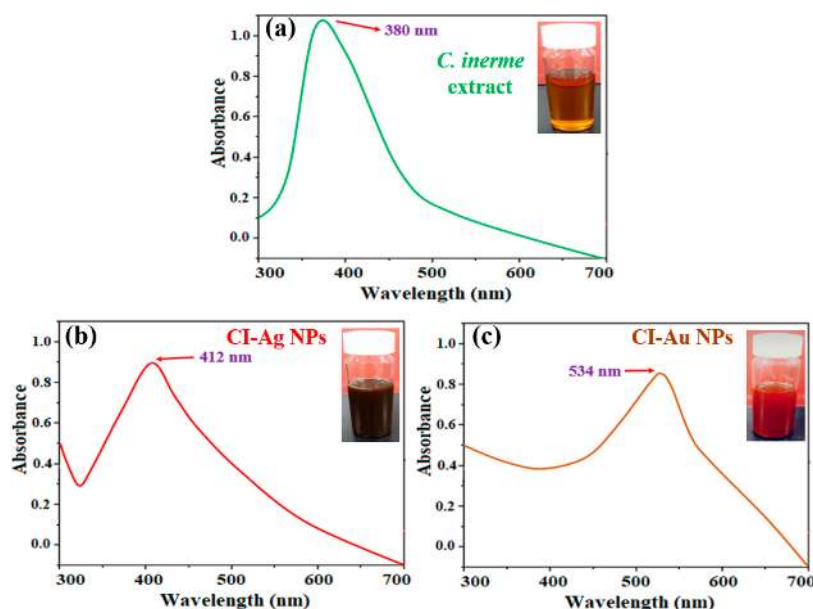 (a)
380 nm
C. inerme
extract
1.0
0.8
0.6
0.4
0.2
0.0
Absorbance
300 400 500 600 700
Wavelength (nm)
(b)
CI-Ag NPs
412 nm
1.0
0.8
0.6
0.4
0.2
0.0
Absorbance
300 400 500 600 700
Wavelength (nm)
(c)
CI-Au NPs
534 nm
1.0
0.8
0.6
0.4
0.2
0.0
Absorbance
300 400 500 600 700
Wavelength (nm)